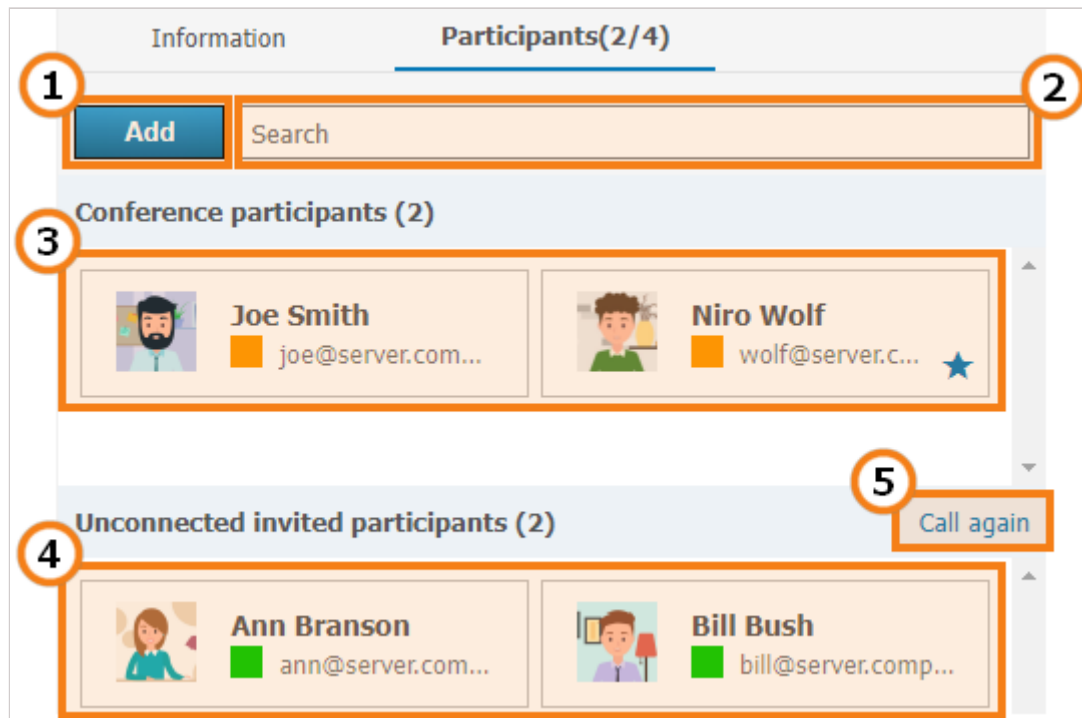 Information Participants(2/4)
1 2
Add Search
Conference participants (2)
3
Joe Smith Niro Wolf
joe@server.com... wolf@server.c...
5
Unconnected invited participants (2) Call again
4
Ann Branson Bill Bush
ann@server.com... bill@server.comp...